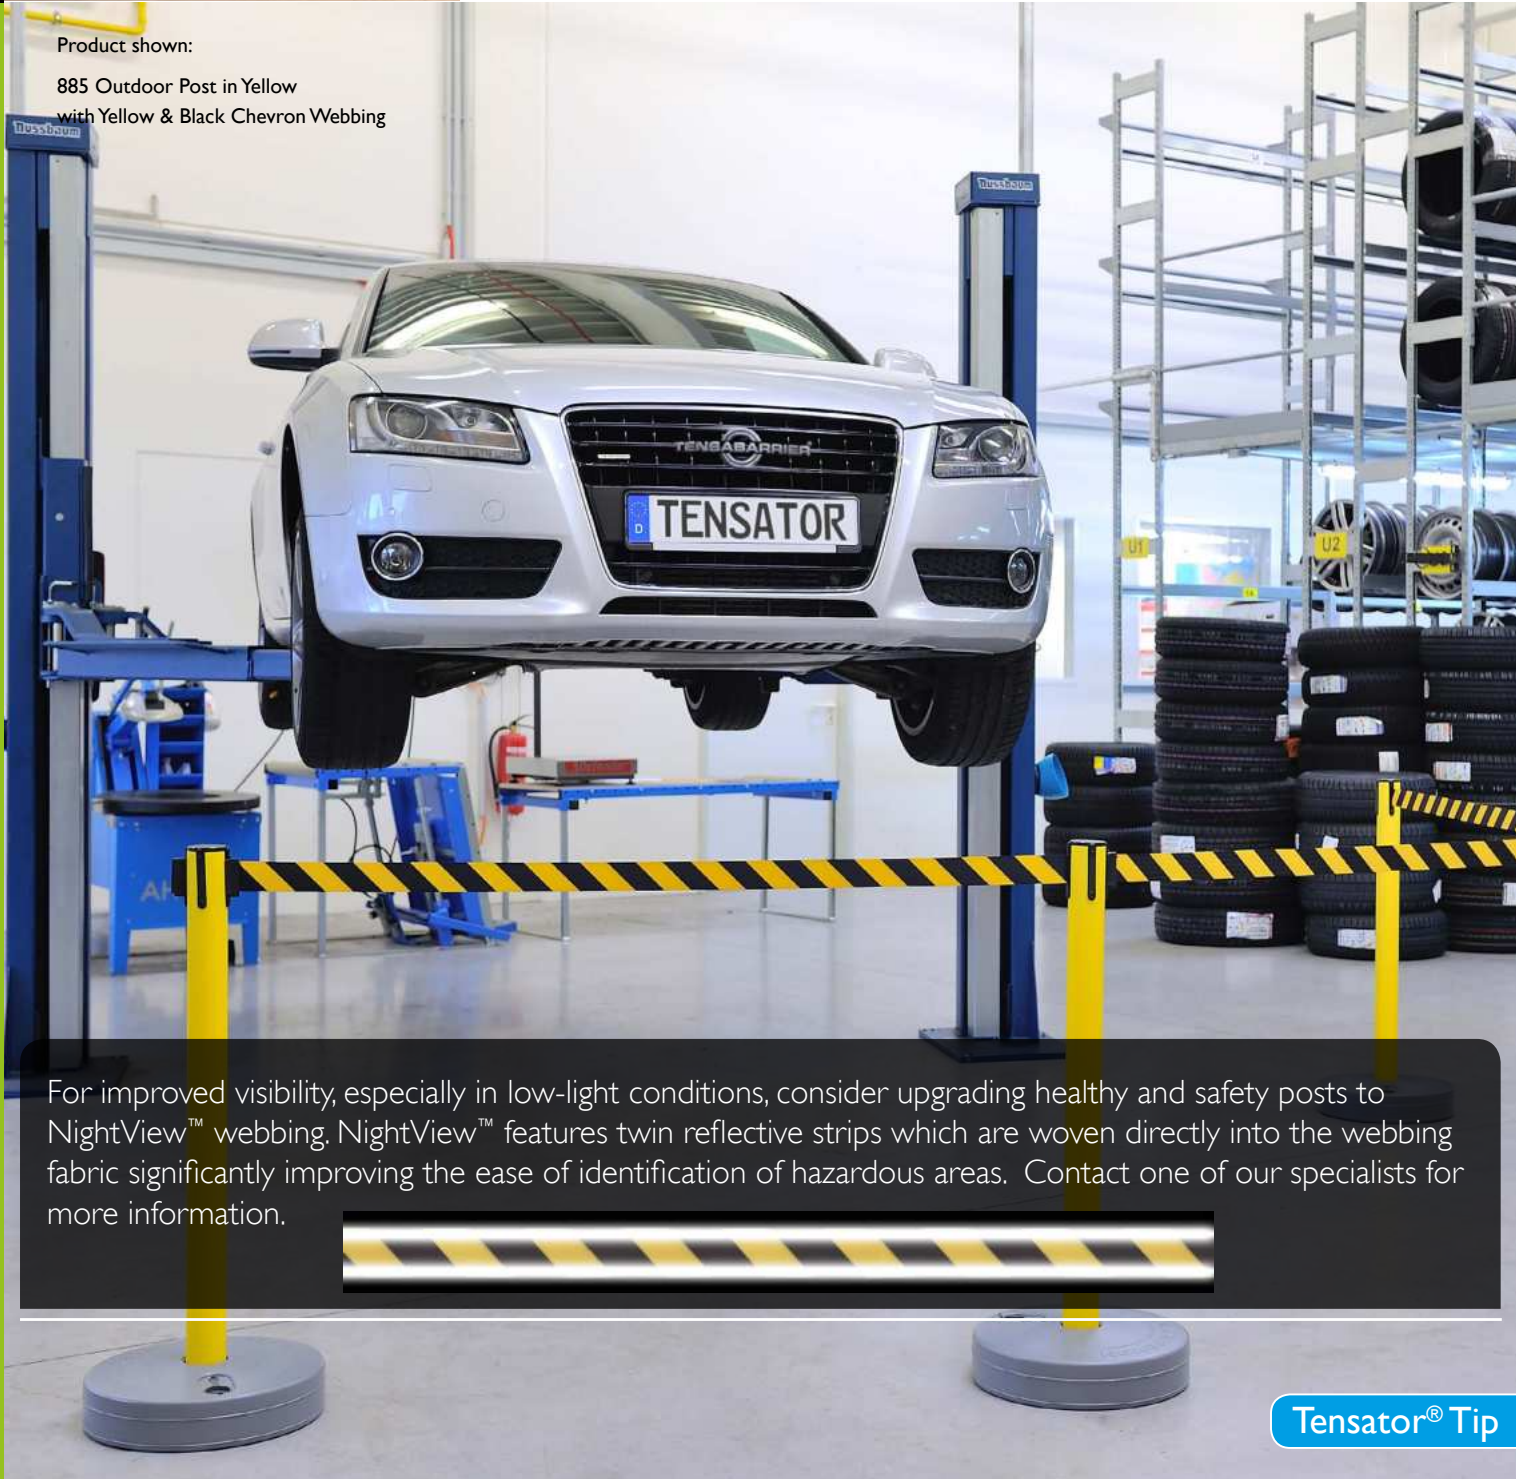 Product shown:
885 Outdoor Post in Yellow
with Yellow & Black Chevron Webbing
Nussbaum
Nussbaum
TENSABARRIER
D
TENSATOR
U1
U2
For improved visibility, especially in low-light conditions, consider upgrading healthy and safety posts to
NightView™ webbing. NightView™ features twin reflective strips which are woven directly into the webbing
fabric significantly improving the ease of identification of hazardous areas.  Contact one of our specialists for
more information.
Tensator® Tip